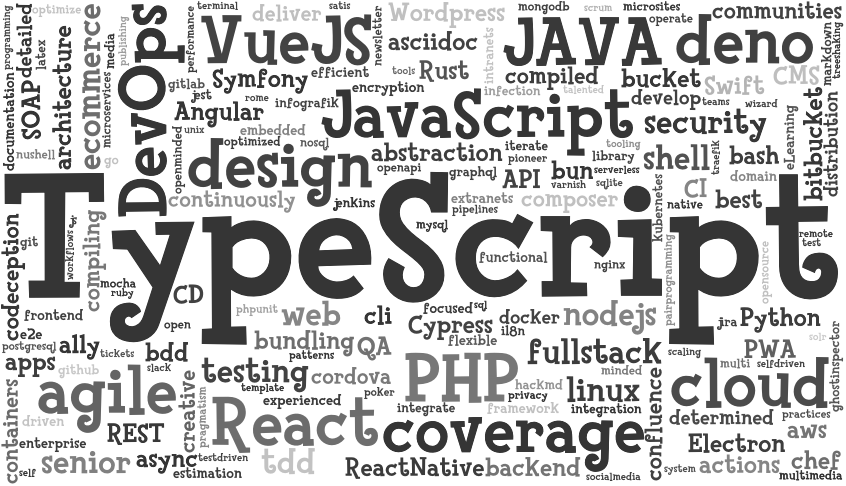 programming
documentation
optimize
detailed
SOAP
latex
architecture
ecommerce
media
microservices
publishing
DevOps
terminal
performance
VueJS
deliver
satis
newsletter
Wordpress
asciidoc
mongodb
scrum
microsites
operate
communities
JAVA
deno
markdown
treeshaking
gitlab
Symfony
efficient
tools
Rust
intranets
compiled
bucket
Swift
CMS
jest
rome
infografik
encryption
infection
talented
develop
teams
wizard
Angular
JavaScript
security
eLearning
bitbucket
distribution
nushell
go
openminded
unix
embedded
optimized
nosql
abstraction
iterate
pioneer
tooling
library
shell
traefik
bash
design
openapi
graphql
API
bun
varnish
serverless
sqlite
domain
CI
native
best
continuously
jenkins
extranets
pipelines
composer
kubernetes
TypeScript
mysql
functional
nginx
remote
test
codeception
git
workflows
compiling
mocha
ruby
CD
open
pairprogramming
opensource
frontend
e2e
postgresql
ally
apps
tickets
bdd
slack
phpunit
web
cli
focused
sql
Cypress
flexible
docker
i18n
nodejs
jira
Python
solr
bundling
patterns
QA
fullstack
scaling
PWA
multi
selfdriven
ghostinspector
github
testing
template
cordova
poker
PHP
hackmd
privacy
minded
linux
cloud
containers
agile
creative
pragmatism
experienced
integrate
framework
integration
confluence
determined
practices
driven
REST
React
coverage
Electron
aws
enterprise
self
senior
async
testdriven
estimation
tdd
ReactNative
backend
socialmedia
system
actions
chef
multimedia